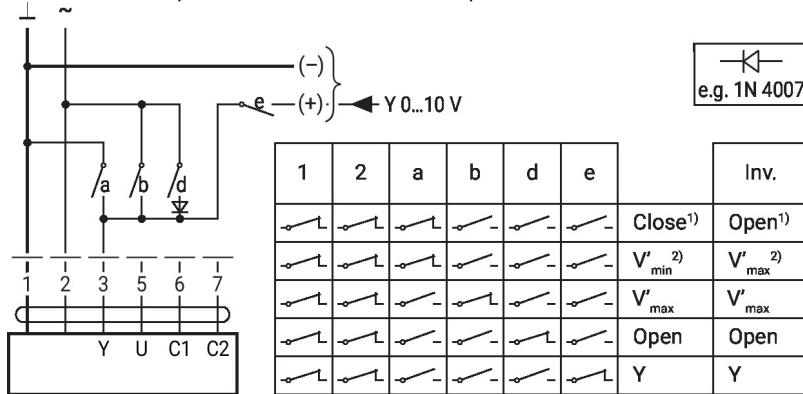 ⊥ ~
(−)
e (+) Y 0...10 V
e.g. 1N 4007
a b d
1 2 3 5 6 7
Y U C1 C2
1 2 a b d e Inv.
Close¹⁾ Open¹⁾
V'min²⁾ V'max²⁾
V'max V'max
Open Open
Y Y